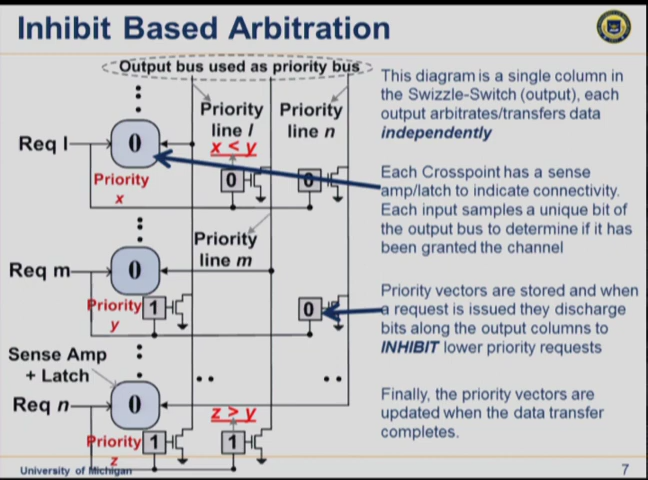 Inhibit Based Arbitration
Output bus used as priority bus
Priority
line l
Priority
line n
x < y
Req l
0
Priority
x
0
0
Priority
line m
Req m
0
Priority
y
1
0
Sense Amp
+ Latch
Req n
0
z > y
Priority
z
1
1
This diagram is a single column in
the Swizzle-Switch (output), each
output arbitrates/transfers data
independently
Each Crosspoint has a sense
amp/latch to indicate connectivity.
Each input samples a unique bit of
the output bus to determine if it has
been granted the channel
Priority vectors are stored and when
a request is issued they discharge
bits along the output columns to
INHIBIT lower priority requests
Finally, the priority vectors are
updated when the data transfer
completes.
University of Michigan
7